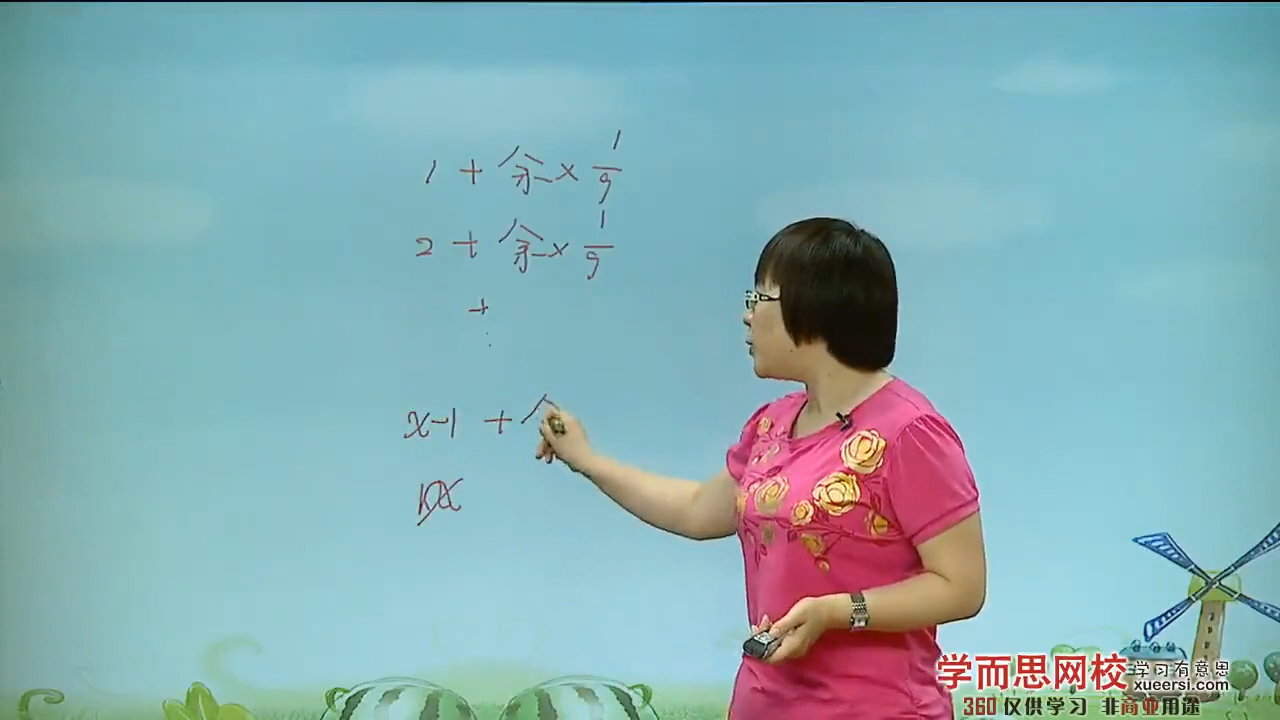 1 + 余 × 1/9
2 + 余 × 1/9
+
x-1 +
学而思网校
学习有意思
xueersi.com
360 仅供学习 非商业用途